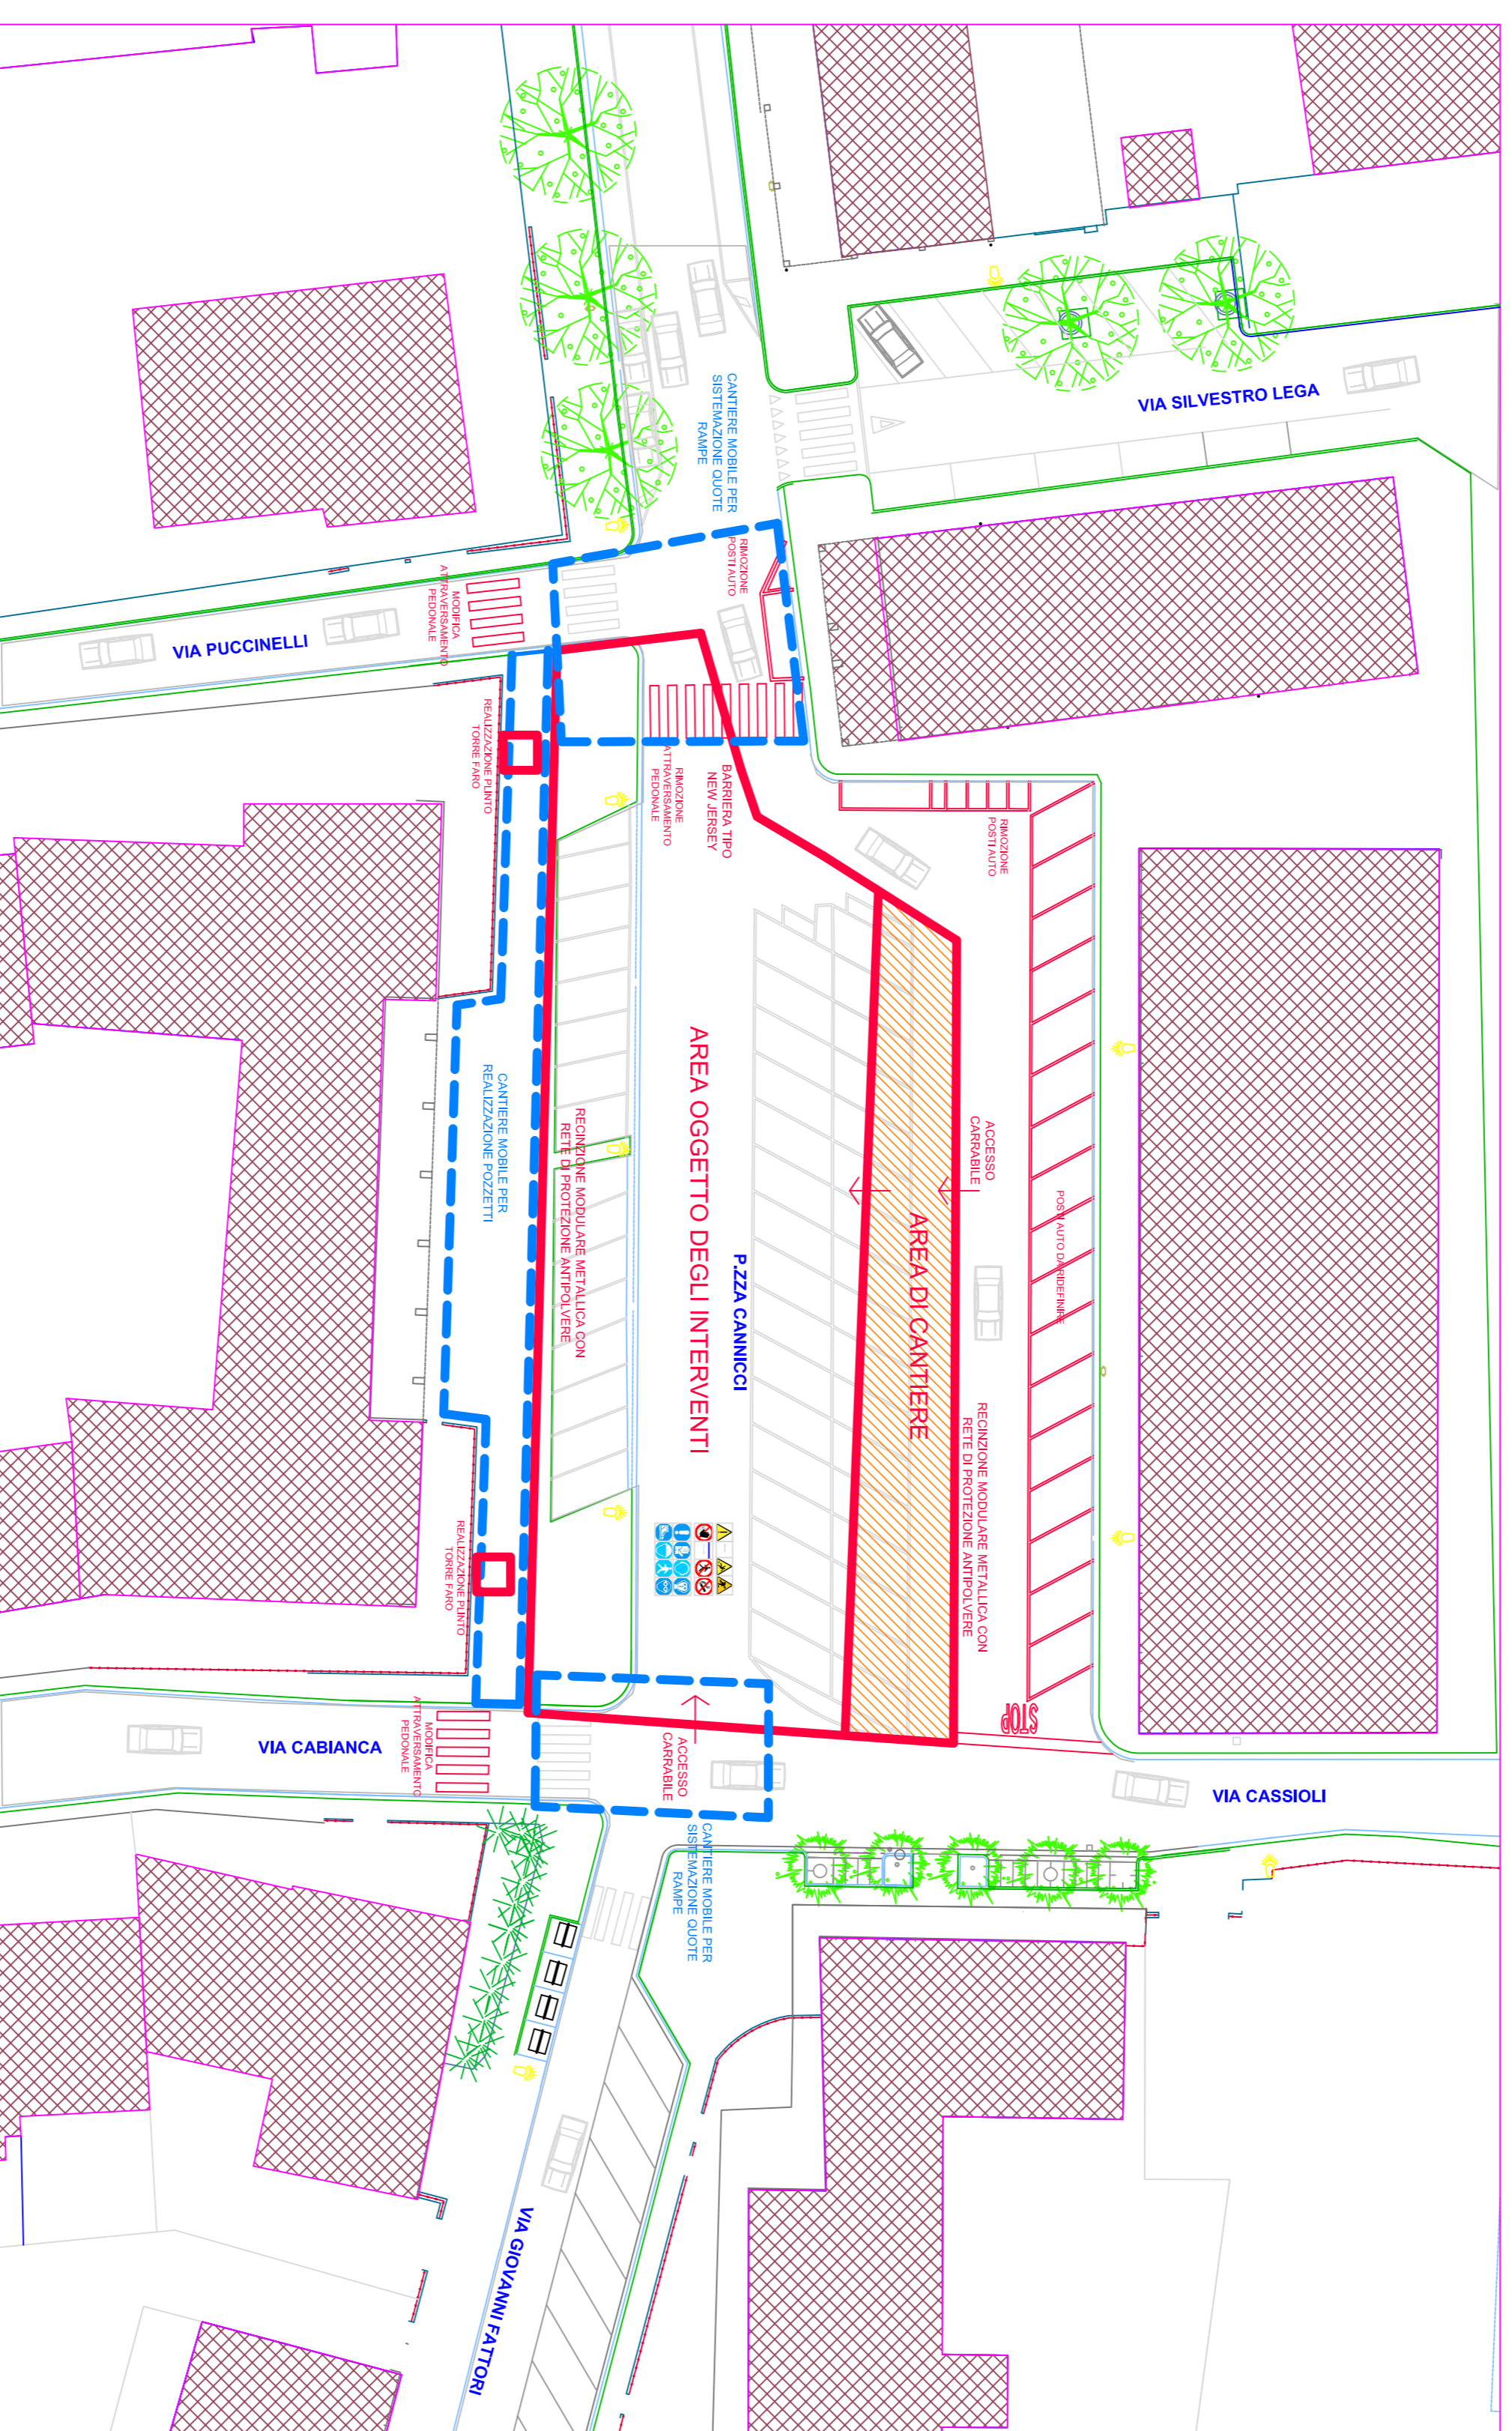 VIA SILVESTRO LEGA
CANTIERE MOBILE PER
SISTEMAZIONE QUOTE
RAMPE
RIMOZIONE
POSTI AUTO
MODIFICA
ATTRAVERSAMENTO
PEDONALE
VIA PUCCINELLI
REALIZZAZIONE PLINTO
TORRE FARO
RIMOZIONE
ATTRAVERSAMENTO
PEDONALE
BARRIERA TIPO
NEW JERSEY
RIMOZIONE
POSTI AUTO
AREA OGGETTO DEGLI INTERVENTI
CANTIERE MOBILE PER
REALIZZAZIONE POZZETTI
RECINZIONE MODULARE METALLICA CON
RETE DI PROTEZIONE ANTIPOLVERE
ACCESSO
CARRABILE
POSTI AUTO DA RIDEFINIRE
AREA DI CANTIERE
P.ZZA CANNICCI
RECINZIONE MODULARE METALLICA CON
RETE DI PROTEZIONE ANTIPOLVERE
REALIZZAZIONE PLINTO
TORRE FARO
STOP
MODIFICA
ATTRAVERSAMENTO
PEDONALE
VIA CABIANCA
ACCESSO
CARRABILE
VIA CASSIOLI
CANTIERE MOBILE PER
SISTEMAZIONE QUOTE
RAMPE
VIA GIOVANNI FATTORI